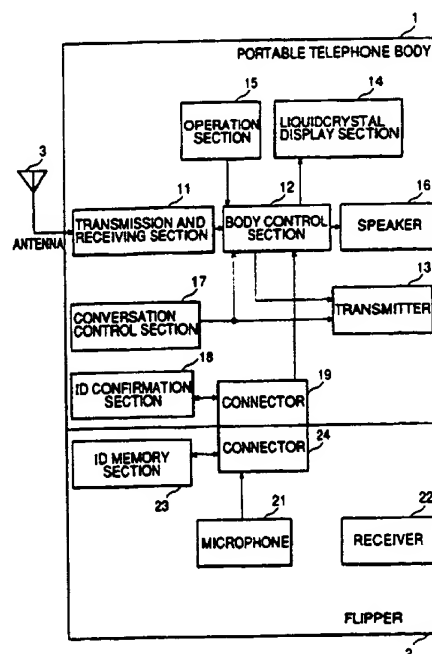 1
PORTABLE TELEPHONE BODY
15
14
OPERATION
SECTION
LIQUIDCRYSTAL
DISPLAY SECTION
3
11
12
16
ANTENNA
TRANSMISSION AND
RECEIVING SECTION
BODY CONTROL
SECTION
SPEAKER
17
13
CONVERSATION
CONTROL SECTION
TRANSMITTER
18
19
ID CONFIRMATION
SECTION
CONNECTOR
ID MEMORY
SECTION
CONNECTOR
24
23
21
22
MICROPHONE
RECEIVER
FLIPPER
2